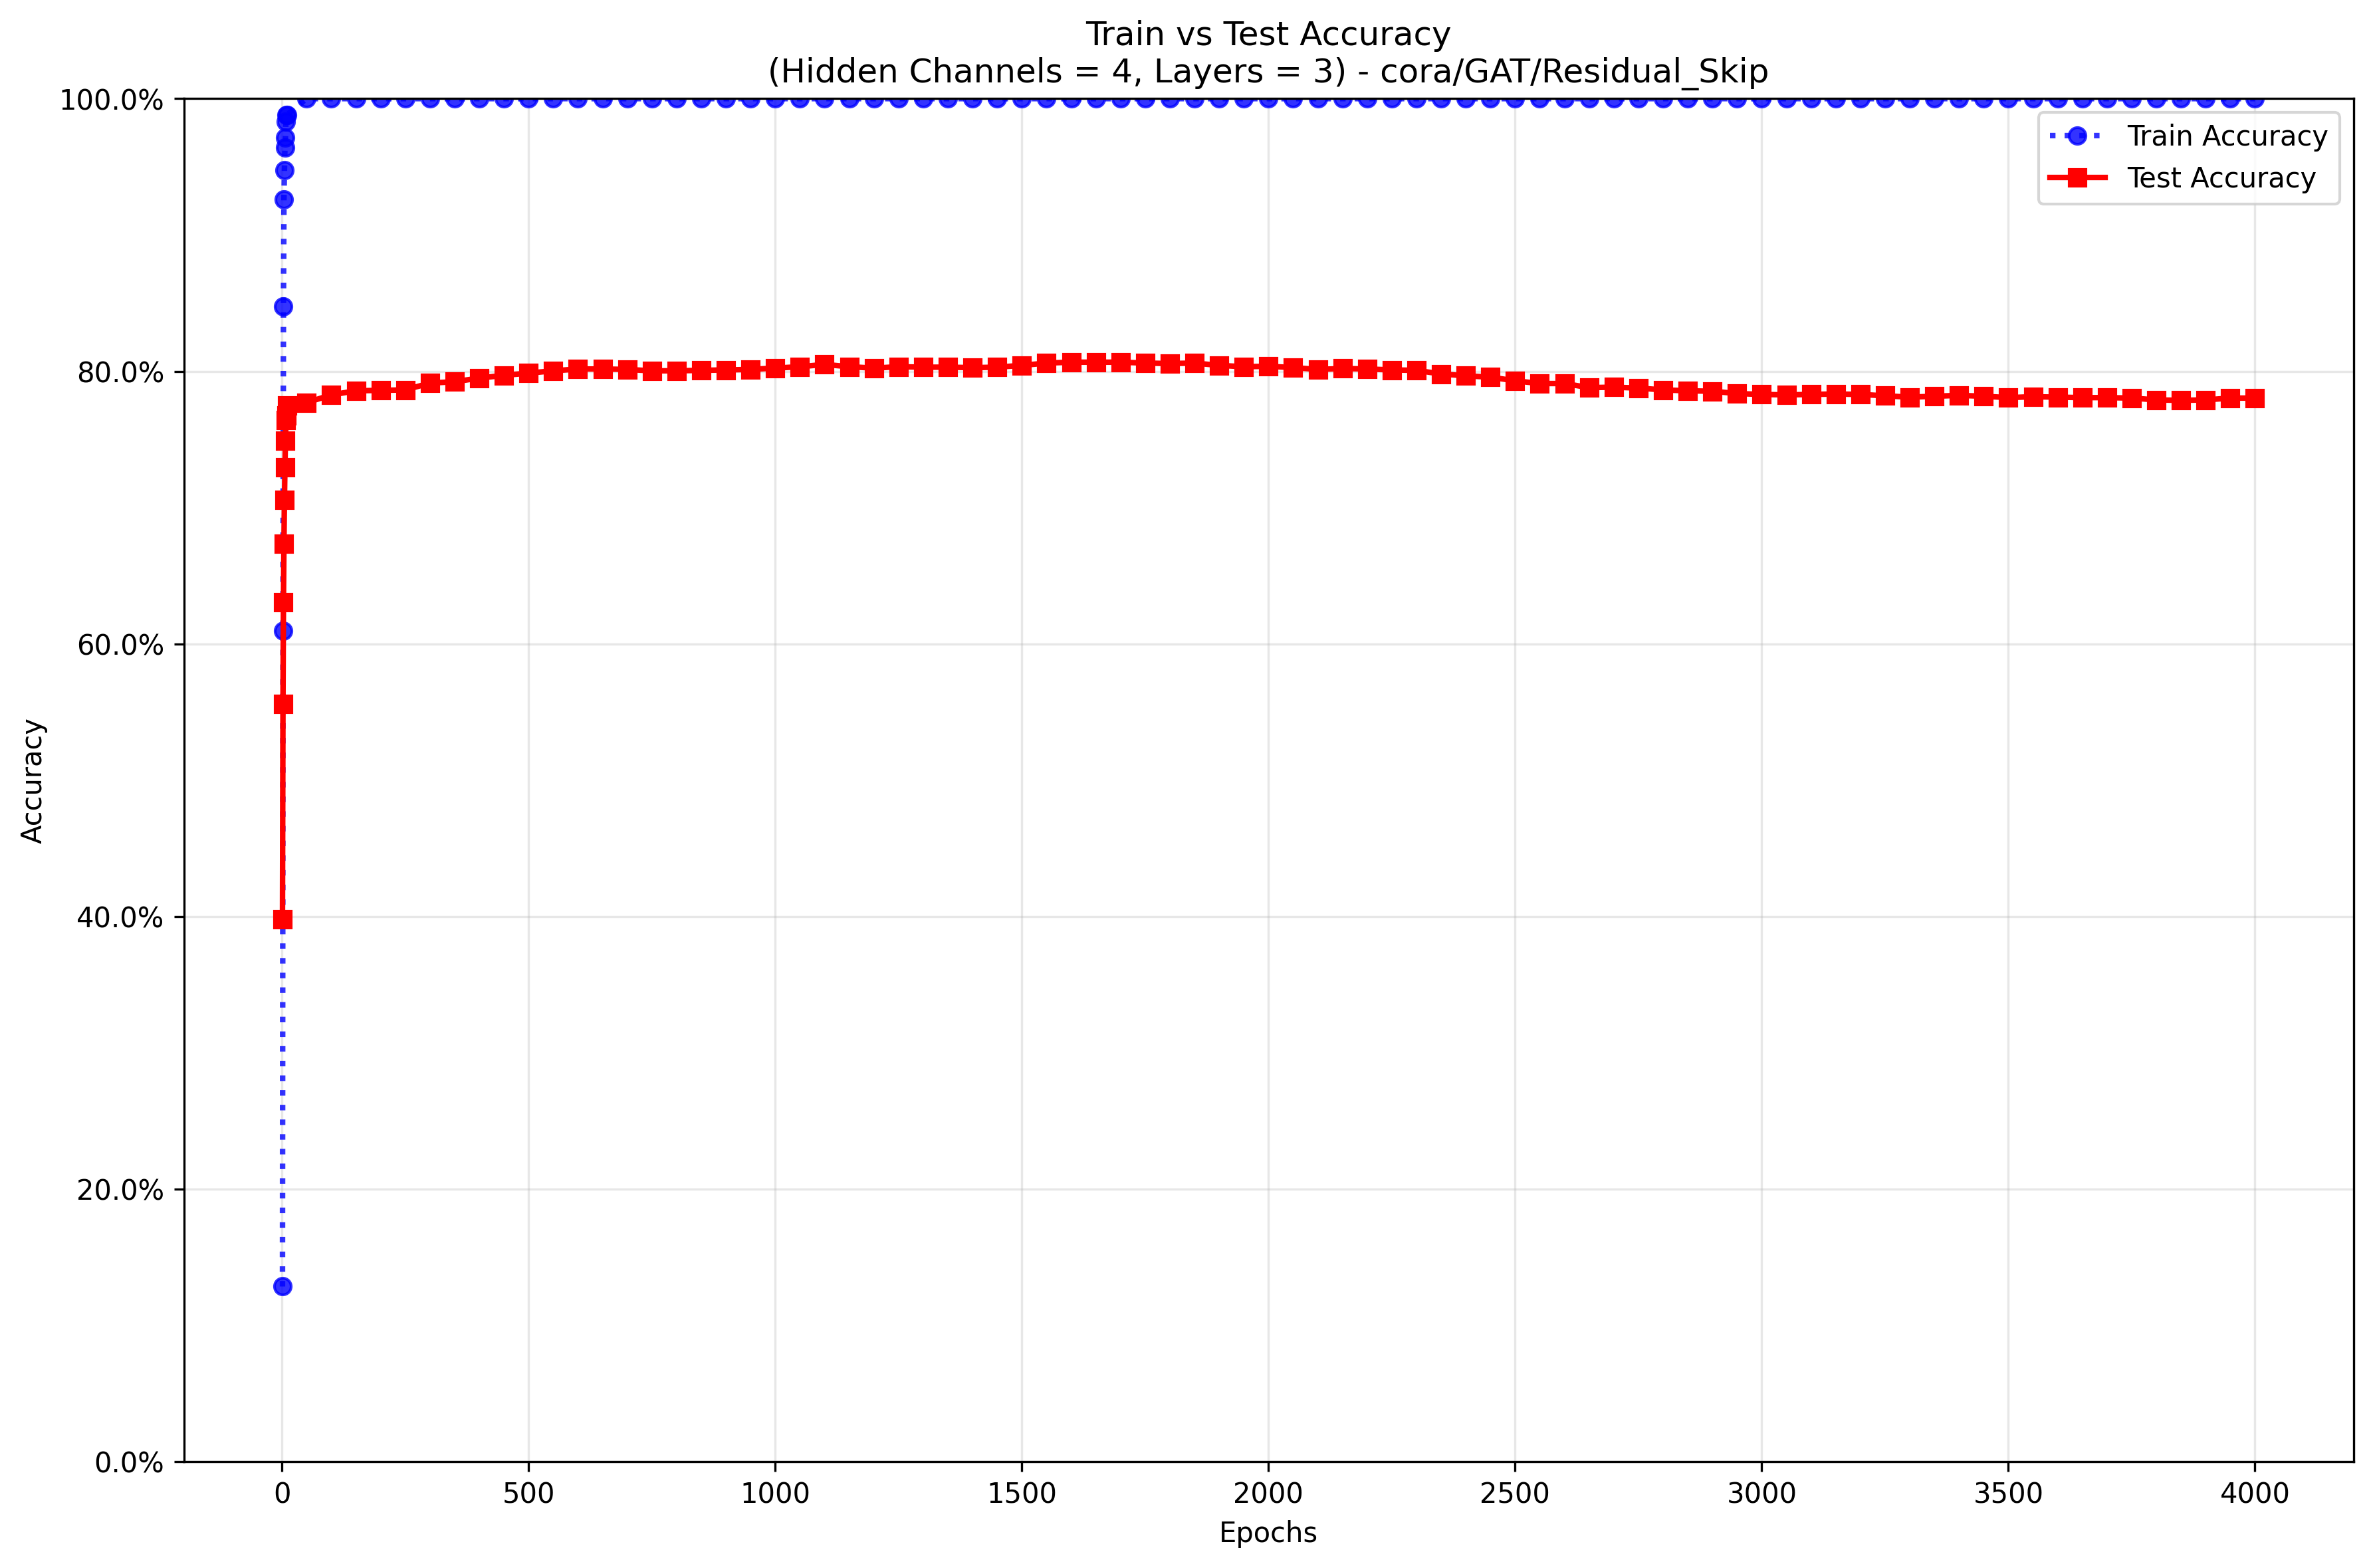 Train vs Test Accuracy
(Hidden Channels = 4, Layers = 3) - cora/GAT/Residual_Skip
100.0%
80.0%
60.0%
40.0%
20.0%
0.0%
Accuracy
Train Accuracy
Test Accuracy
0 500 1000 1500 2000 2500 3000 3500 4000
Epochs